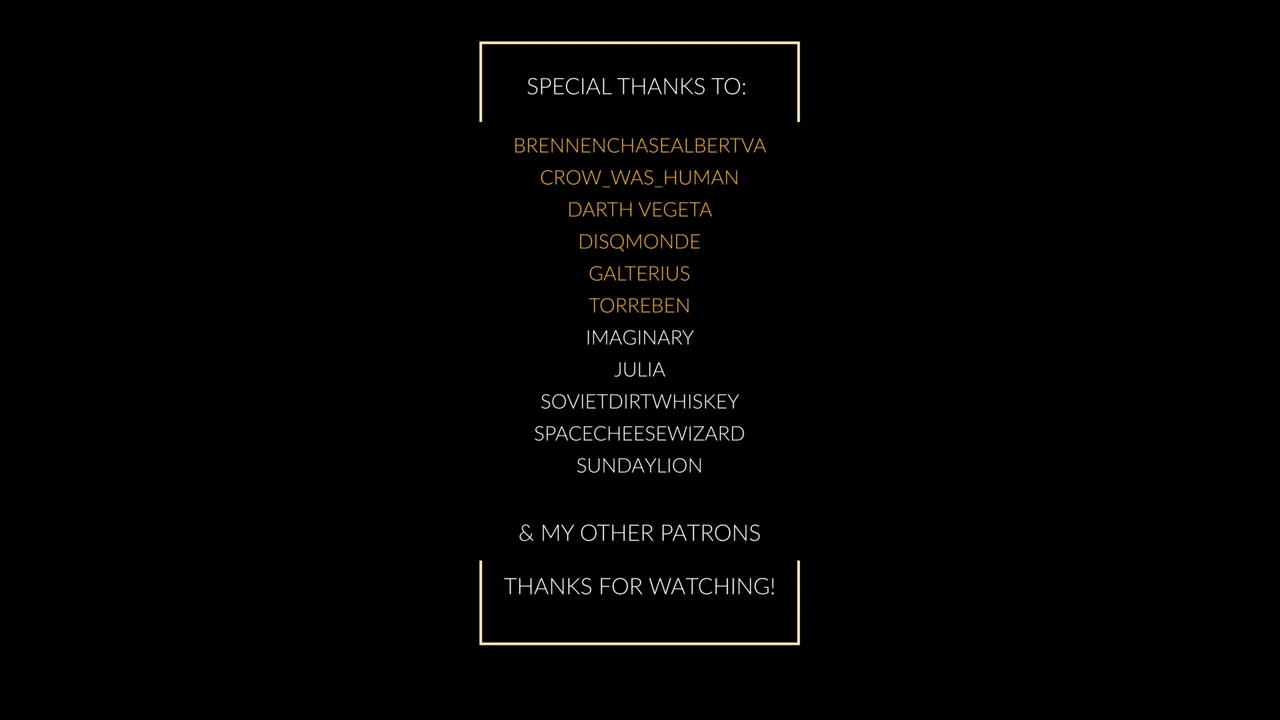 SPECIAL THANKS TO:
BRENNENCHASEALBERTVA
CROW_WAS_HUMAN
DARTH VEGETA
DISQMONDE
GALTERIUS
TORREBEN
IMAGINARY
JULIA
SOVIETDIRTWHISKEY
SPACECHEESEWIZARD
SUNDAYLION
& MY OTHER PATRONS
THANKS FOR WATCHING!